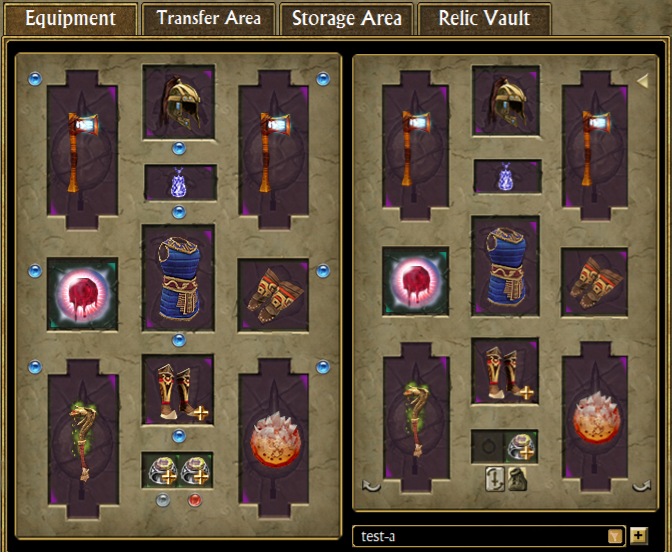 Equipment
Transfer Area
Storage Area
Relic Vault
test-a